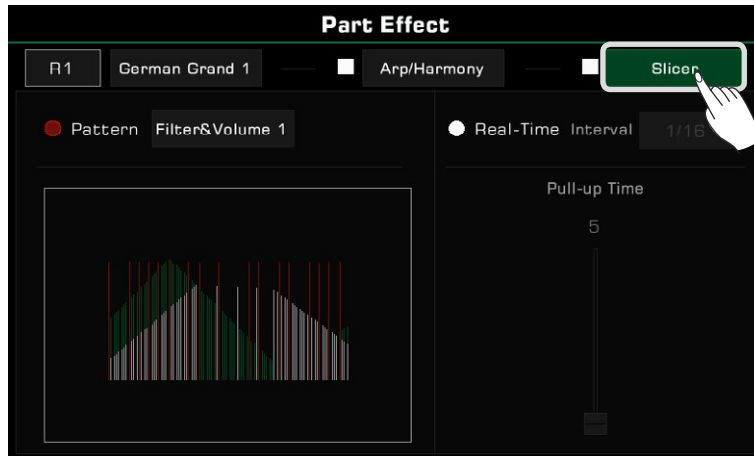 Part Effect
R1 German Grand 1 Arp/Harmony Slicer
Pattern Filter&Volume 1 Real-Time Interval 1/16
Pull-up Time
5